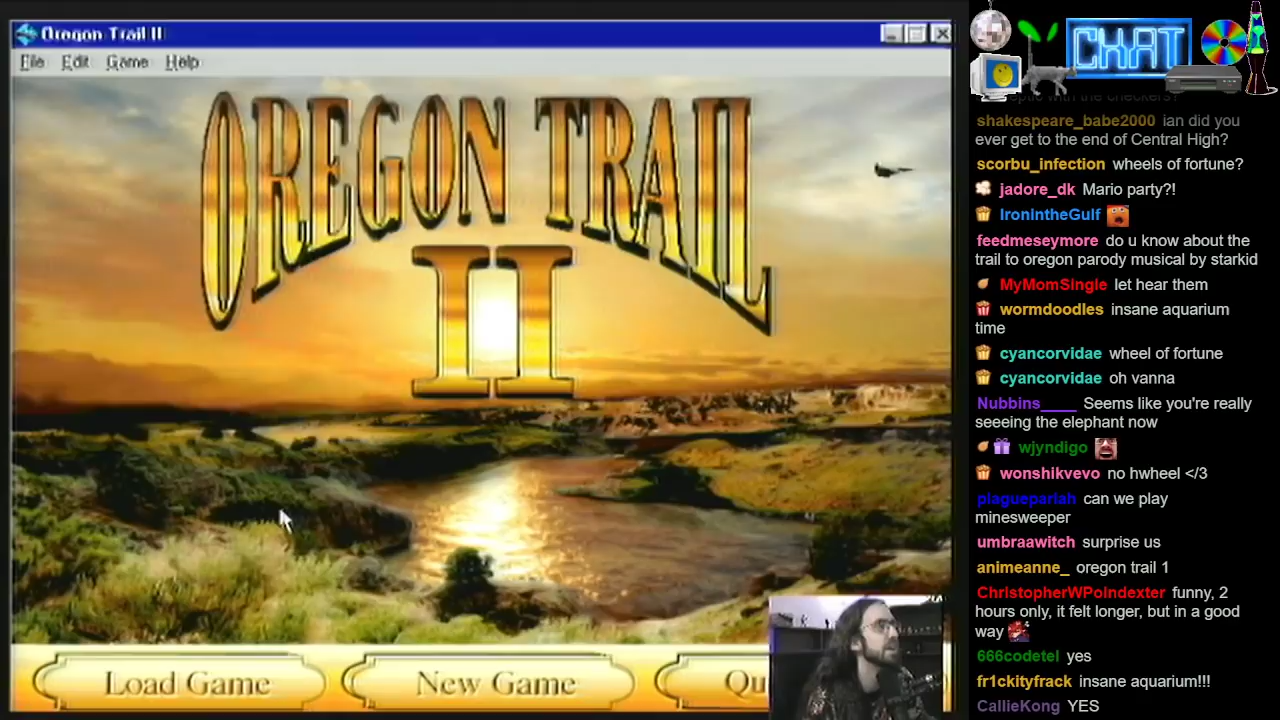 Oregon Trail II
File Edit Game Help
OREGON TRAIL
II
Load Game
New Game
Qu
CHAT
with the checkers?
shakespeare_babe2000 ian did you
ever get to the end of Central High?
scorbu_infection wheels of fortune?
jadore_dk Mario party?!
IronintheGulf
feedmeseymore do u know about the
trail to oregon parody musical by starkid
MyMomSingle let hear them
wormdoodles insane aquarium
time
cyancorvidae wheel of fortune
cyancorvidae oh vanna
Nubbins____ Seems like you're really
seeeing the elephant now
wjyndigo
wonshikvevo no hwheel </3
plaguepariah can we play
minesweeper
umbraawitch surprise us
animeanne_ oregon trail 1
ChristopherWPoindexter funny, 2
hours only, it felt longer, but in a good
way
666codetel yes
fr1ckityfrack insane aquarium!!!
CallieKong YES